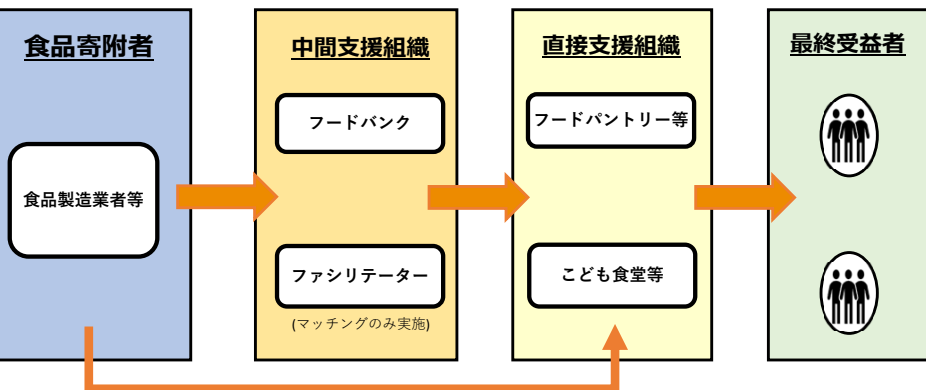 食品寄附者
食品製造業者等
中間支援組織
フードバンク
ファシリテーター
(マッチングのみ実施)
直接支援組織
フードパントリー等
こども食堂等
最終受益者